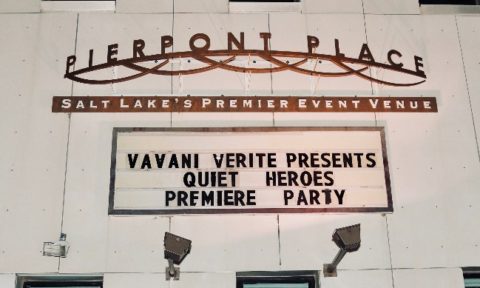 PIERPONT PLACE
SALT LAKE'S PREMIER EVENT VENUE
VAVANI VERITE PRESENTS
QUIET HEROES
PREMIERE PARTY